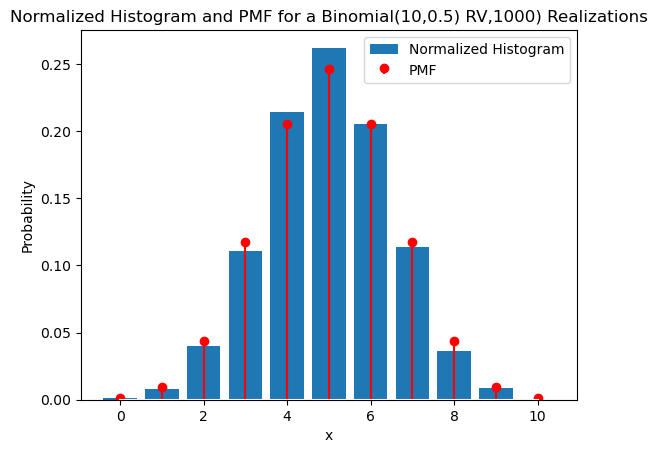 Normalized Histogram and PMF for a Binomial(10,0.5) RV,1000) Realizations
Normalized Histogram
PMF
0.25
0.20
0.15
0.10
0.05
0.00
Probability
0 2 4 6 8 10
x